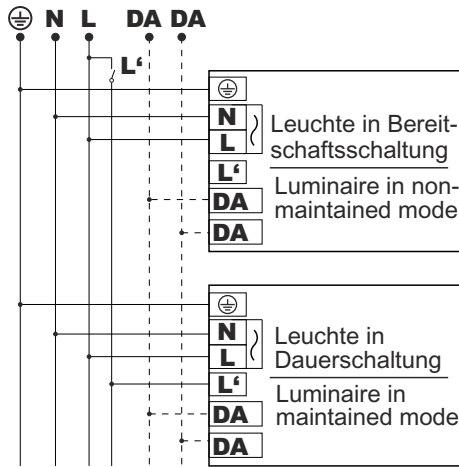 N L DA DA
L‘
N
L
L‘
DA
DA
Leuchte in Bereit-
schaftsschaltung
Luminaire in non-
maintained mode
N
L
L‘
DA
DA
Leuchte in
Dauerschaltung
Luminaire in
maintained mode